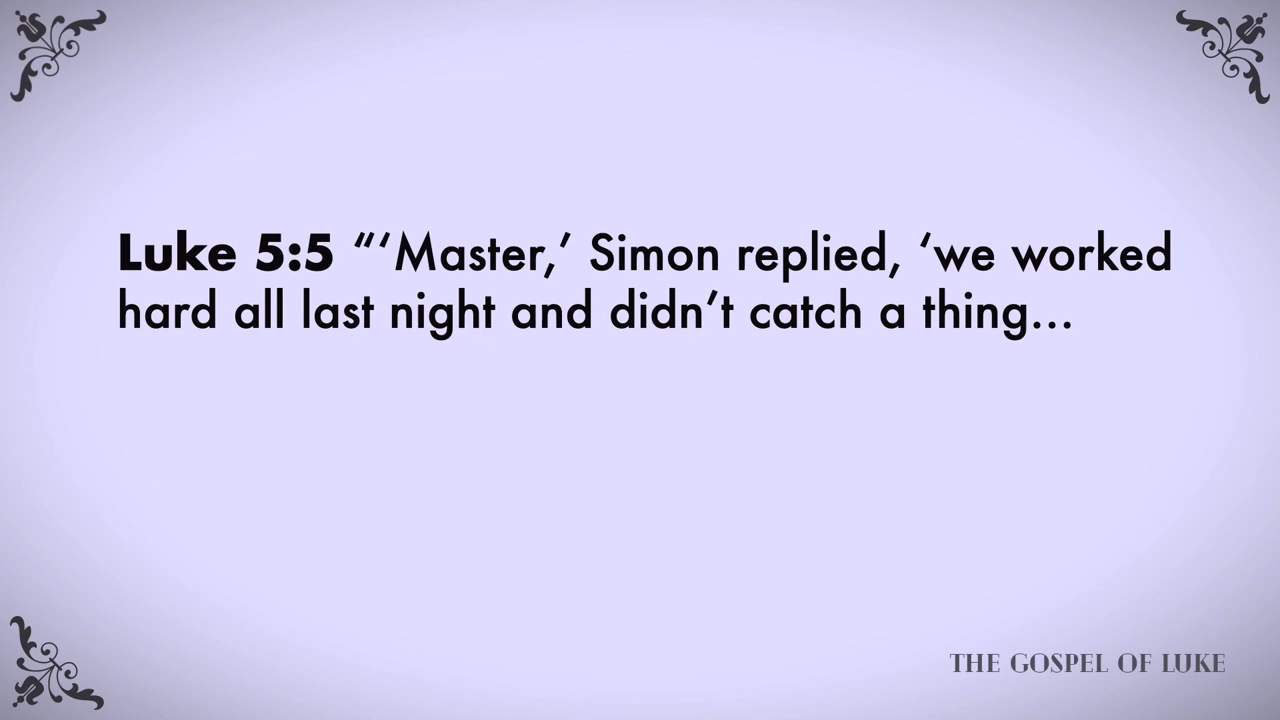 Luke 5:5 “‘Master,’ Simon replied, ‘we worked
hard all last night and didn’t catch a thing...
THE GOSPEL OF LUKE